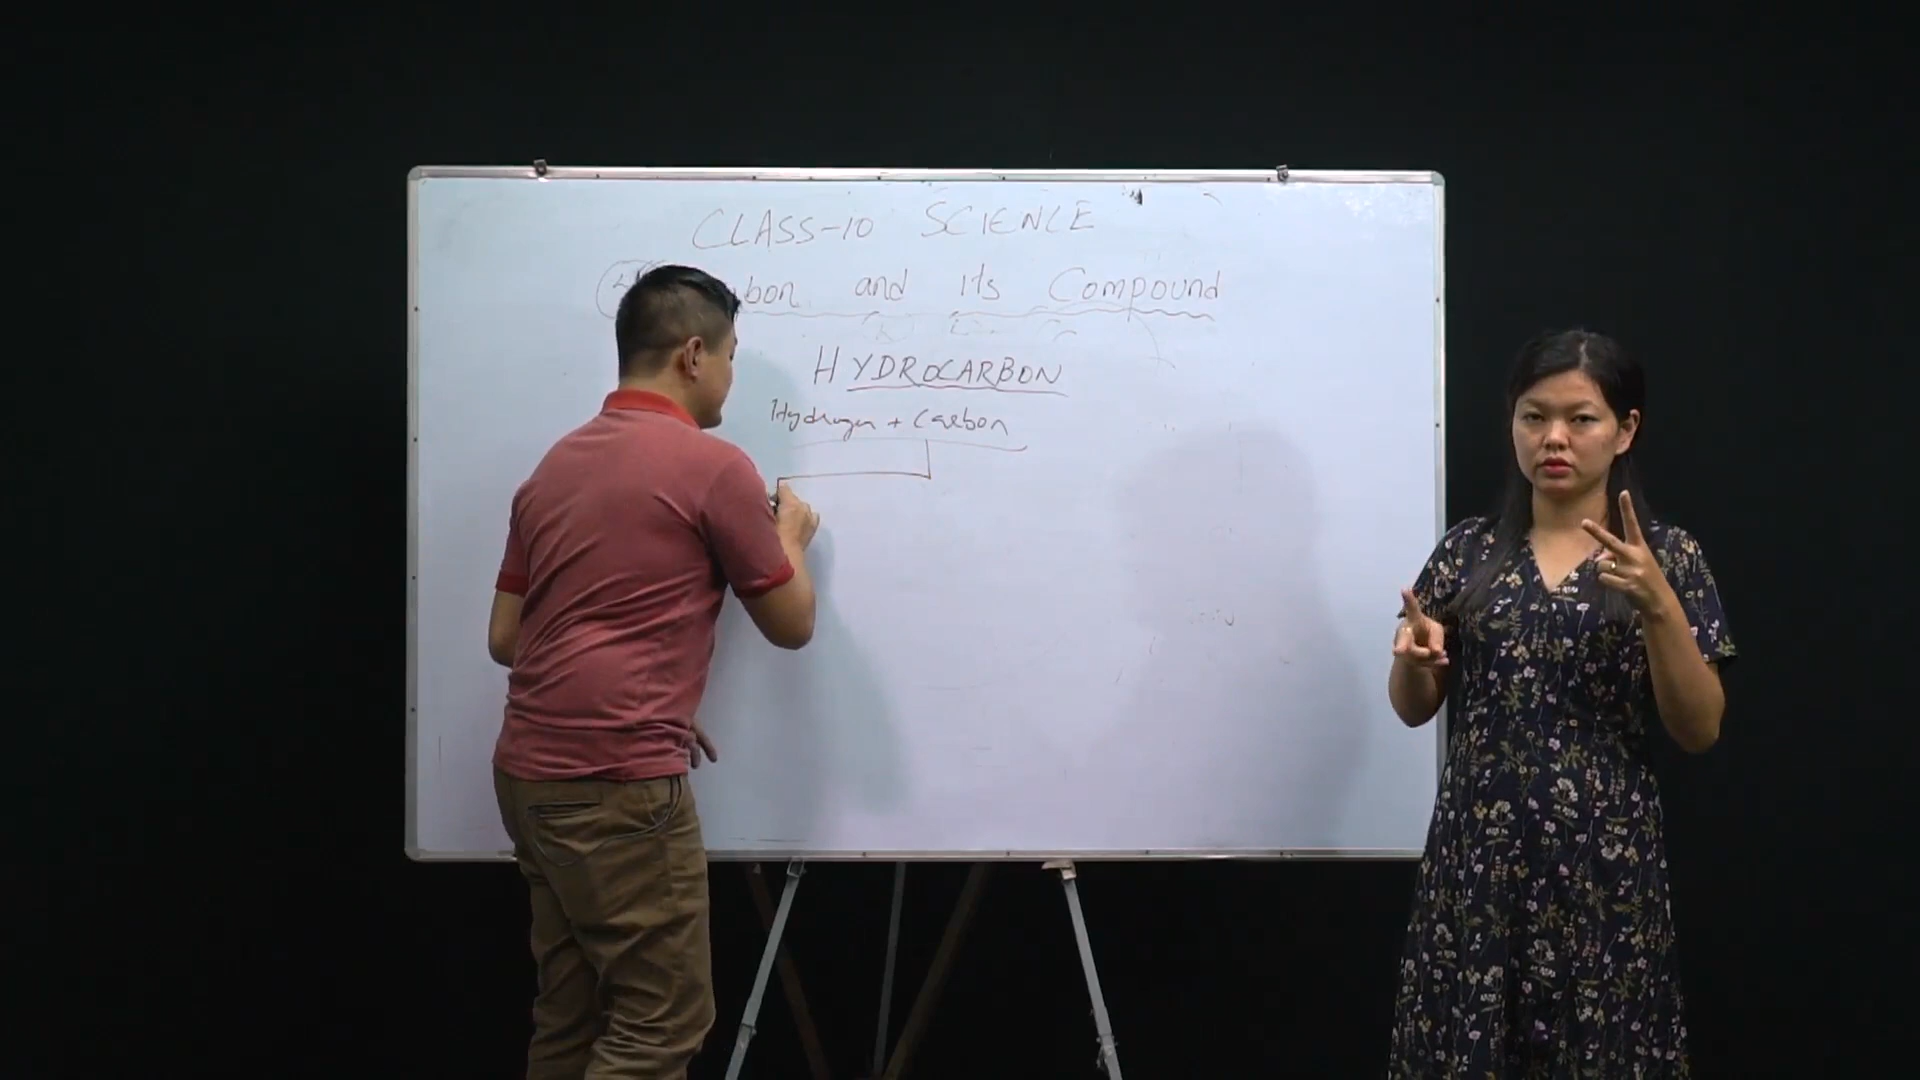 CLASS-10 SCIENCE
and its Compound
HYDROCARBON
Hydrogen + Carbon